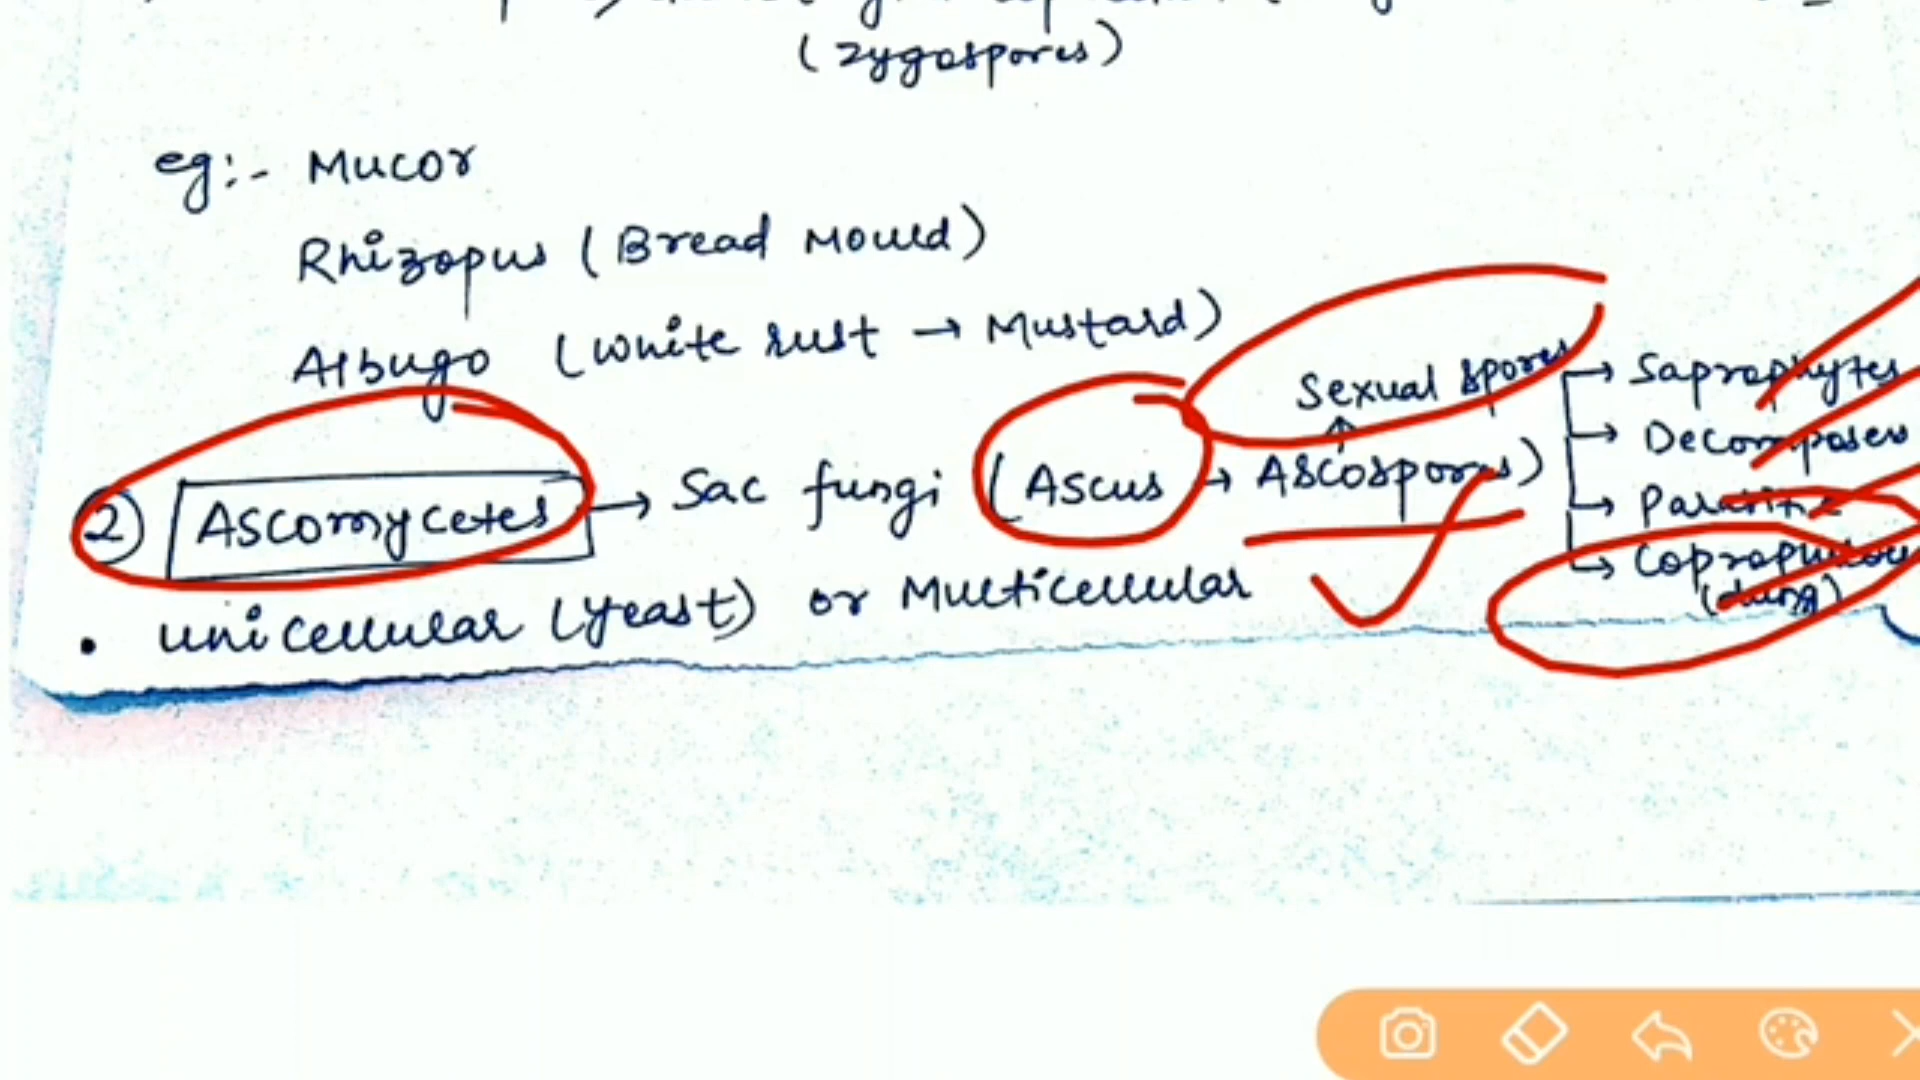 (zygospores)
eg:- Mucor
Rhizopus (Bread Mould)
Albugo (white rust → Mustard)
Sexual spores
→ Saprophytes
→ Decomposers
② Ascomycetes → Sac fungi (Ascus → Ascospores)
→ Parasitic
→ Coprophilous
(dung)
• unicellular (yeast) or Multicellular